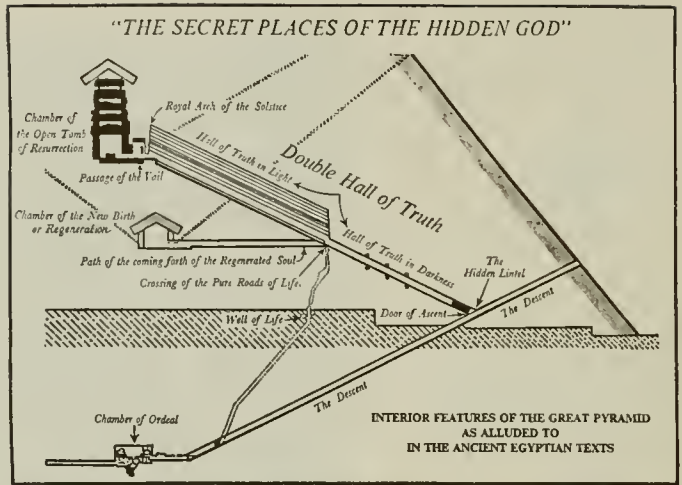 "THE SECRET PLACES OF THE HIDDEN GOD"
Royal Arch of the Solstice
Chamber of
the Open Tomb
of Resurrection
Hall of Truth in Light
Double Hall of Truth
Passage of the Vail
Chamber of the New Birth
or Regeneration
Hall of Truth in Darkness
Path of the coming forth of the Regenerated Soul
Crossing of the Pure Roads of Life.
The
Hidden Lintel
The Descent
Door of Ascent
Well of Life
The Descent
Chamber of Ordeal
INTERIOR FEATURES OF THE GREAT PYRAMID
AS ALLUDED TO
IN THE ANCIENT EGYPTIAN TEXTS